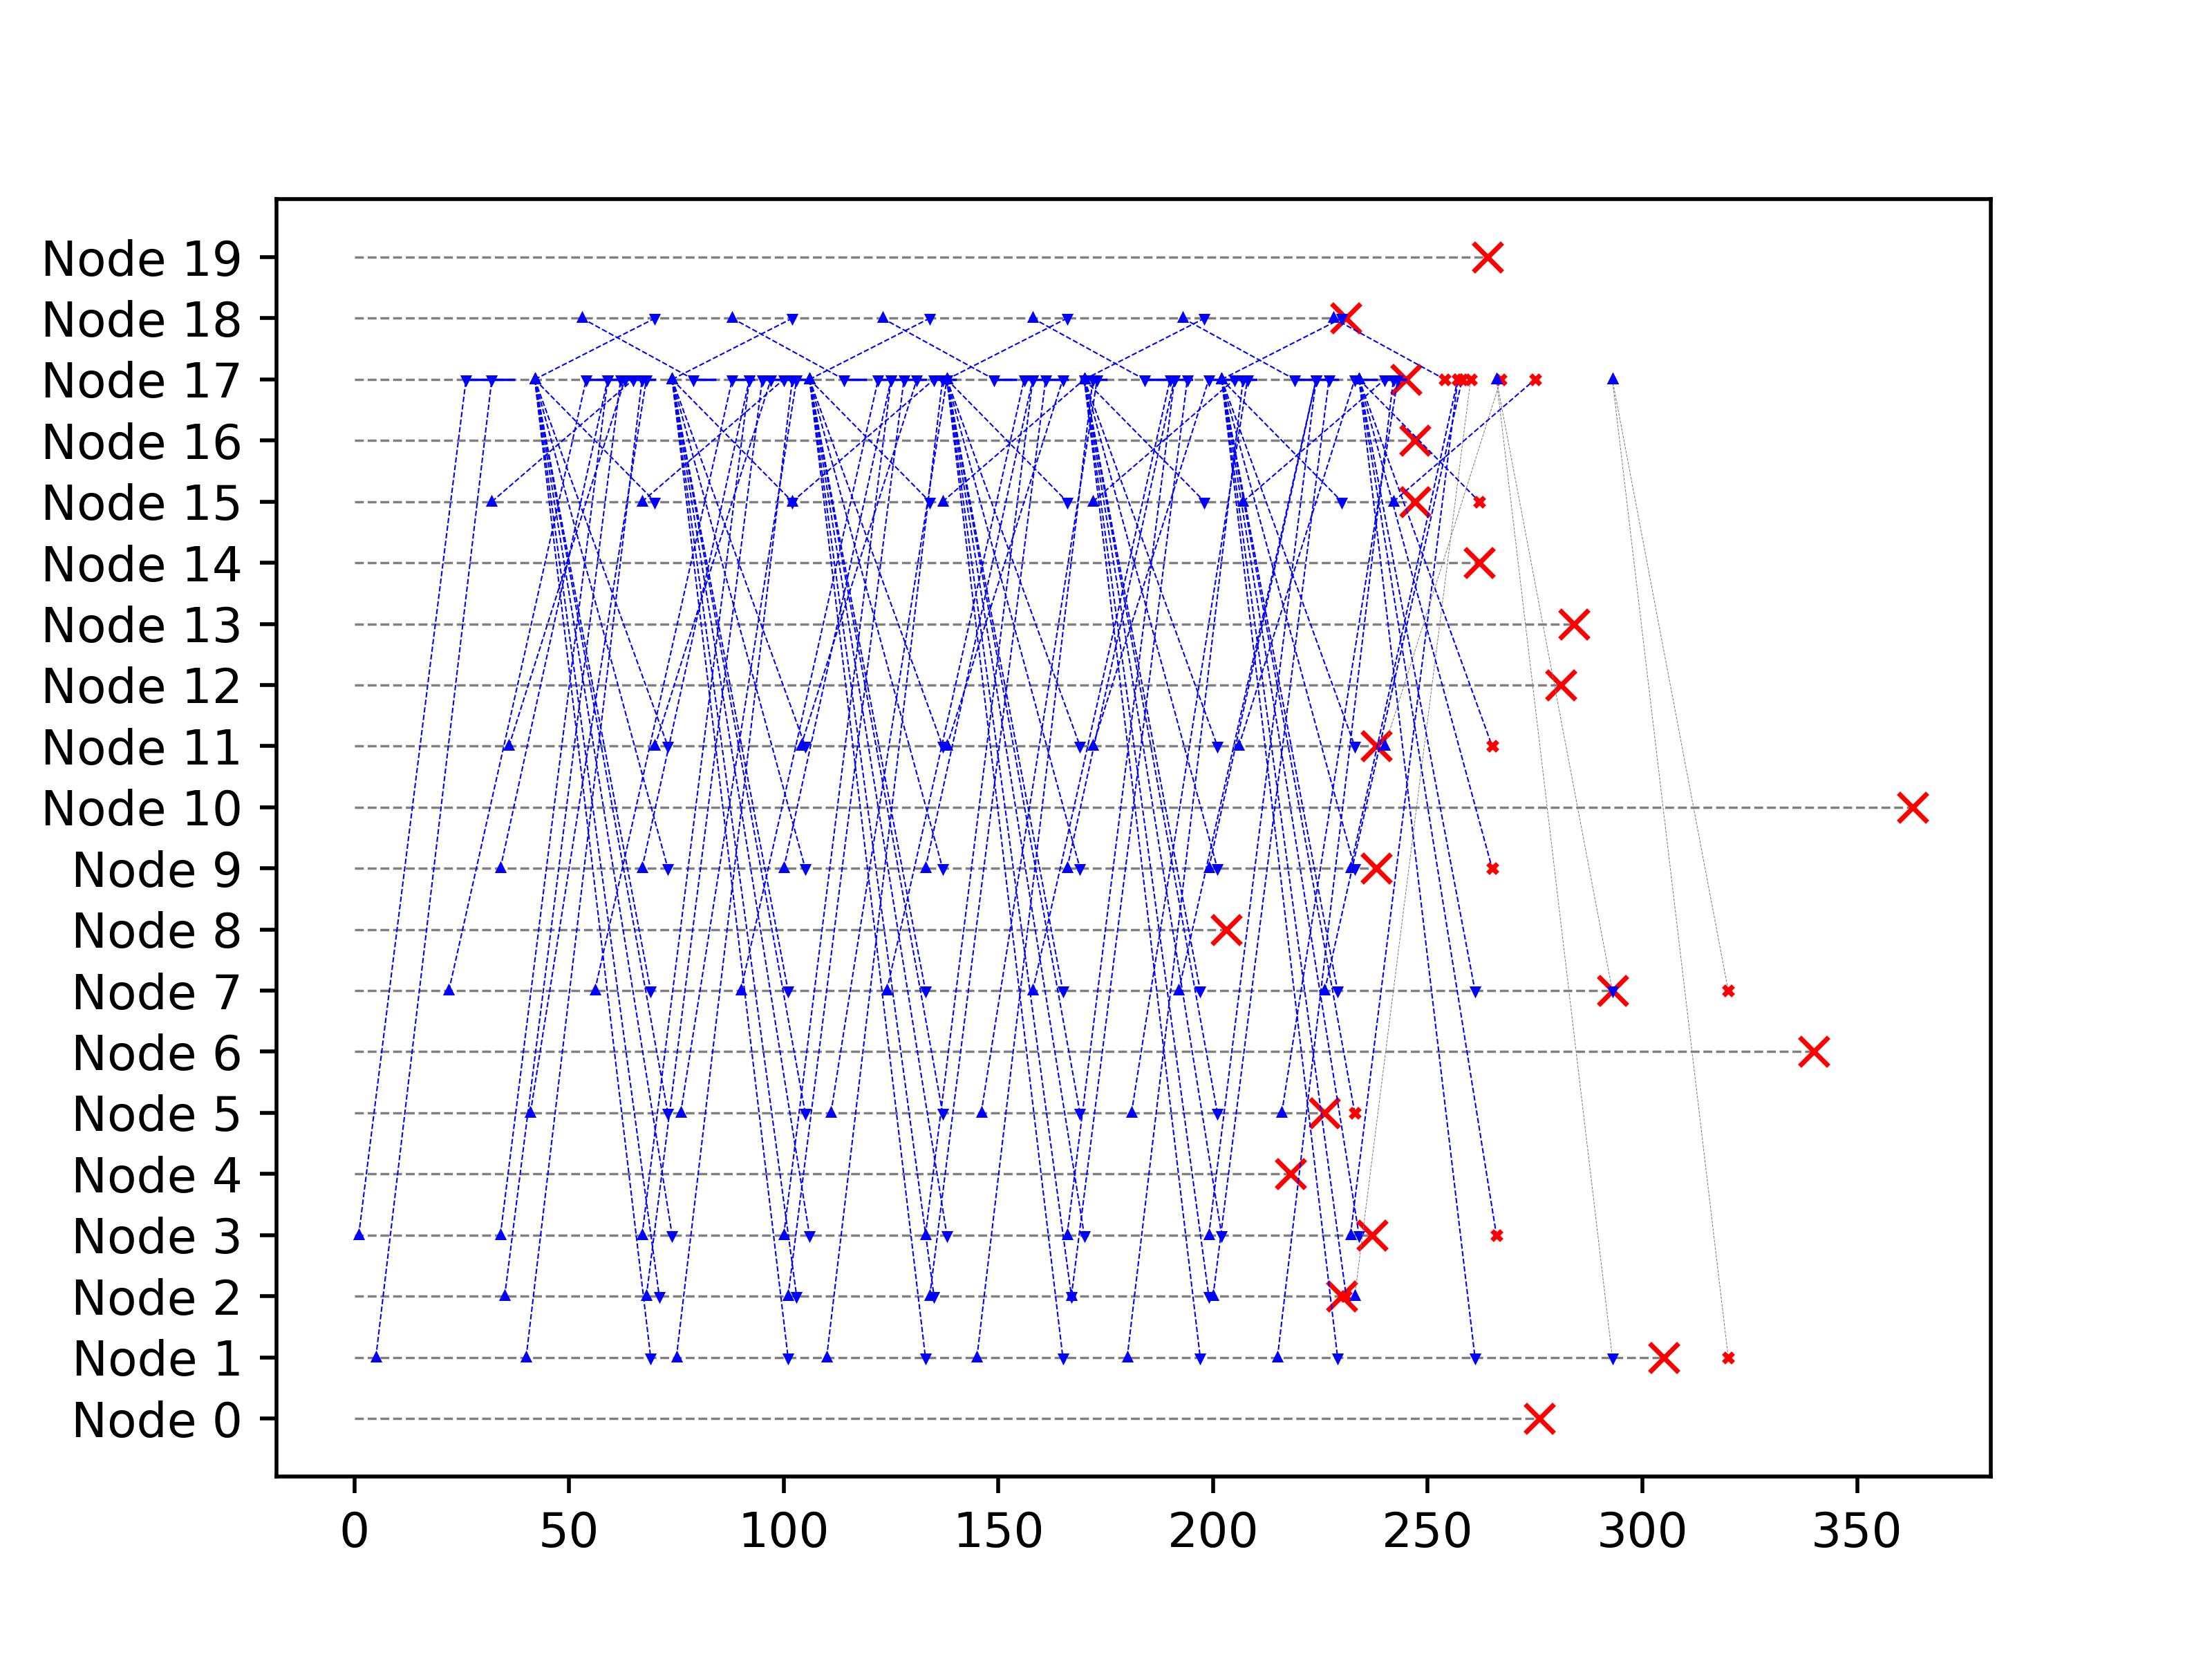 Node 19
Node 18
Node 17
Node 16
Node 15
Node 14
Node 13
Node 12
Node 11
Node 10
Node 9
Node 8
Node 7
Node 6
Node 5
Node 4
Node 3
Node 2
Node 1
Node 0
0 50 100 150 200 250 300 350